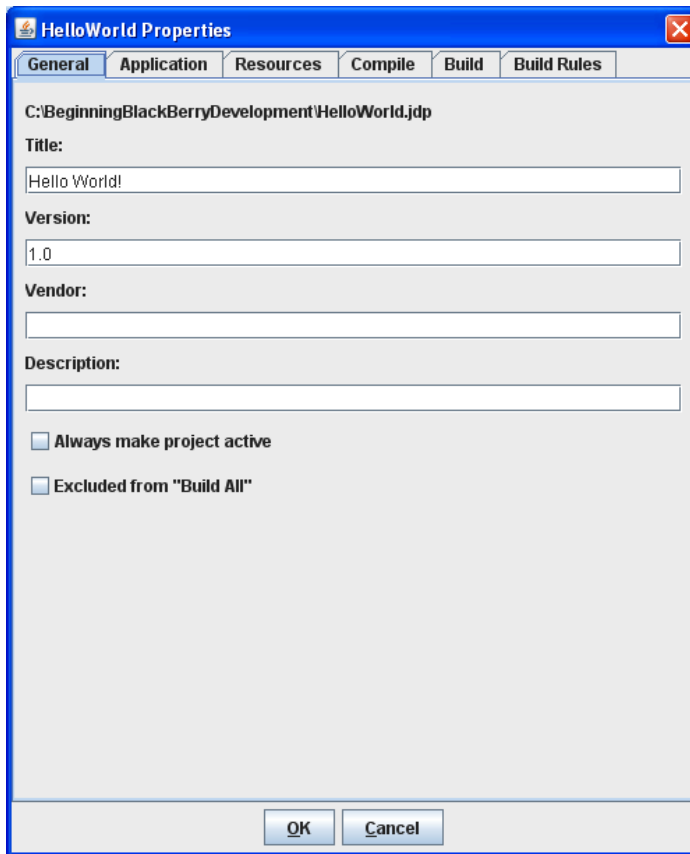 HelloWorld Properties
General Application Resources Compile Build Build Rules
C:\BeginningBlackBerryDevelopment\HelloWorld.jdp
Title:
Hello World!
Version:
1.0
Vendor:
Description:
Always make project active
Excluded from "Build All"
OK Cancel